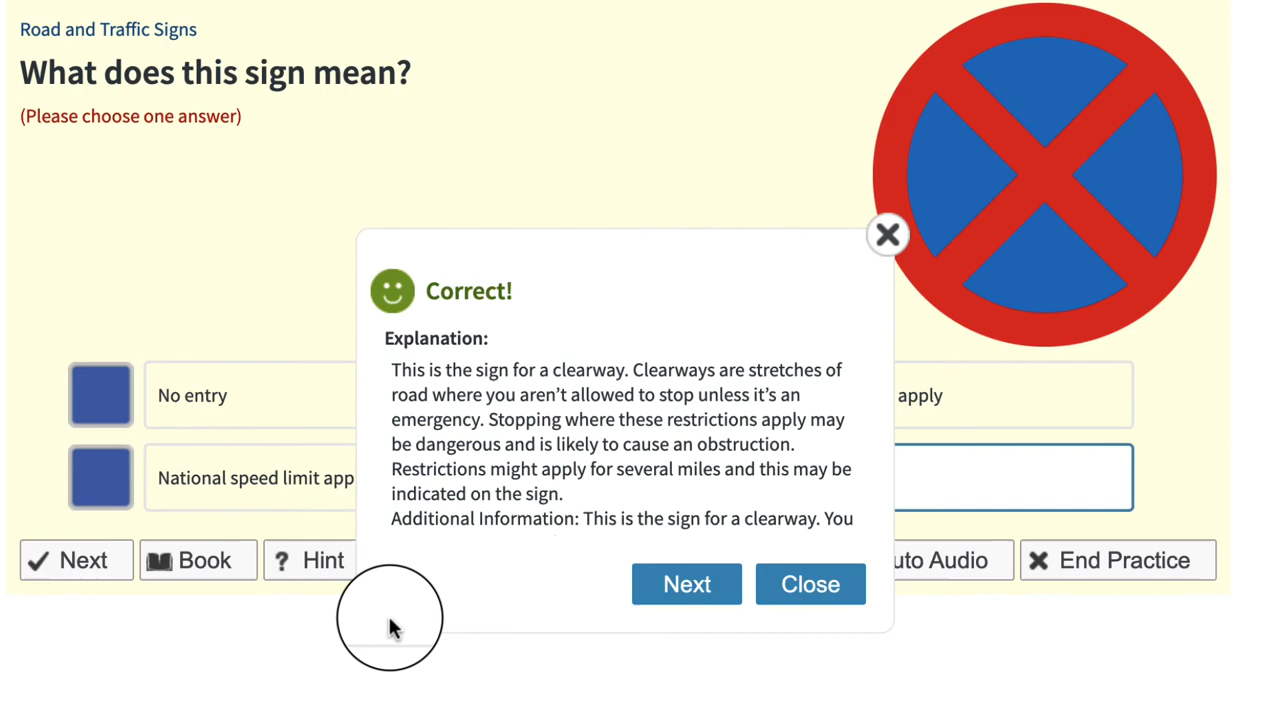 Road and Traffic Signs
What does this sign mean?
(Please choose one answer)
Correct!
Explanation:
This is the sign for a clearway. Clearways are stretches of
road where you aren’t allowed to stop unless it’s an
emergency. Stopping where these restrictions apply may
be dangerous and is likely to cause an obstruction.
Restrictions might apply for several miles and this may be
indicated on the sign.
Additional Information: This is the sign for a clearway. You
Next Close
No entry
apply
National speed limit app
Next Book ? Hint uto Audio End Practice